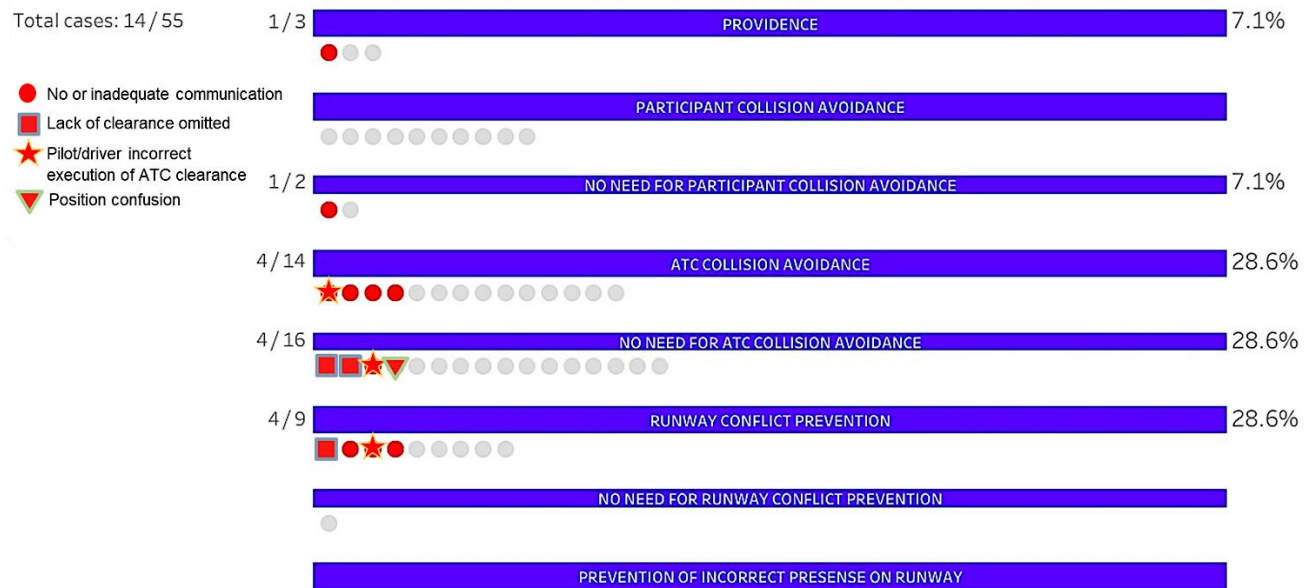 Total cases: 14/55
1/3 PROVIDENCE 7.1%
No or inadequate communication
Lack of clearance omitted
PARTICIPANT COLLISION AVOIDANCE
Pilot/driver incorrect
execution of ATC clearance
Position confusion
1/2 NO NEED FOR PARTICIPANT COLLISION AVOIDANCE 7.1%
4/14 ATC COLLISION AVOIDANCE 28.6%
4/16 NO NEED FOR ATC COLLISION AVOIDANCE 28.6%
4/9 RUNWAY CONFLICT PREVENTION 28.6%
NO NEED FOR RUNWAY CONFLICT PREVENTION
PREVENTION OF INCORRECT PRESENSE ON RUNWAY